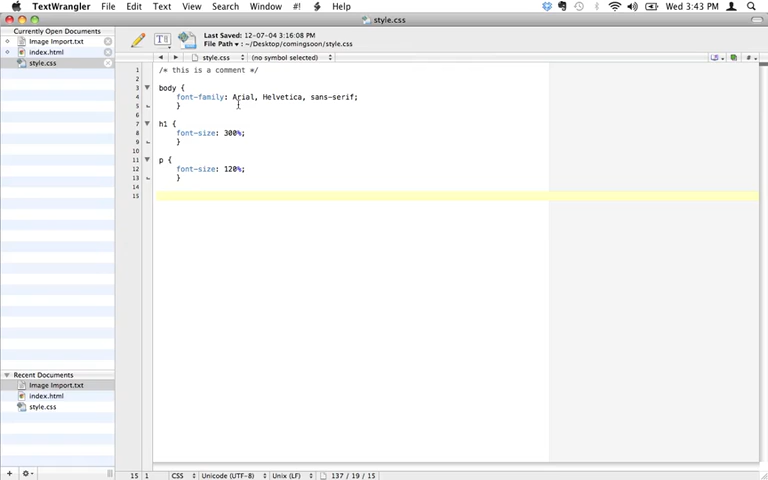 TextWrangler File Edit Text View Search Window #! Help Wed 3:43 PM
style.css
Currently Open Documents
Image Import.txt
index.html
style.css
Last Saved: 12-07-04 3:16:08 PM
File Path ▾ : ~/Desktop/comingsoon/style.css
style.css (no symbol selected)
1 /* this is a comment */
2
3 body {
4 font-family: Arial, Helvetica, sans-serif;
5 }
6
7 h1 {
8 font-size: 300%;
9 }
10
11 p {
12 font-size: 120%;
13 }
14
15
Recent Documents
Image Import.txt
index.html
style.css
15 1 CSS Unicode (UTF-8) Unix (LF) 137 / 19 / 15